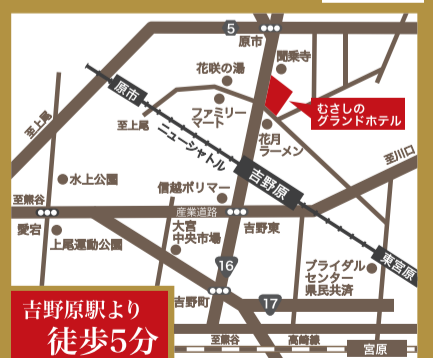 5
原市
聞乗寺
花咲の湯
原市
ファミリー
マート
むさしの
グランドホテル
至上尾
至上尾
ニューシャトル
花月
ラーメン
至川口
吉野原
水上公園
信越ポリマー
至熊谷
産業道路
愛宕
上尾運動公園
大宮
中央市場
吉野東
東宮原
16
ブライダル
センター
県民共済
吉野町
17
吉野原駅より
徒歩5分
至熊谷
高崎線
宮原